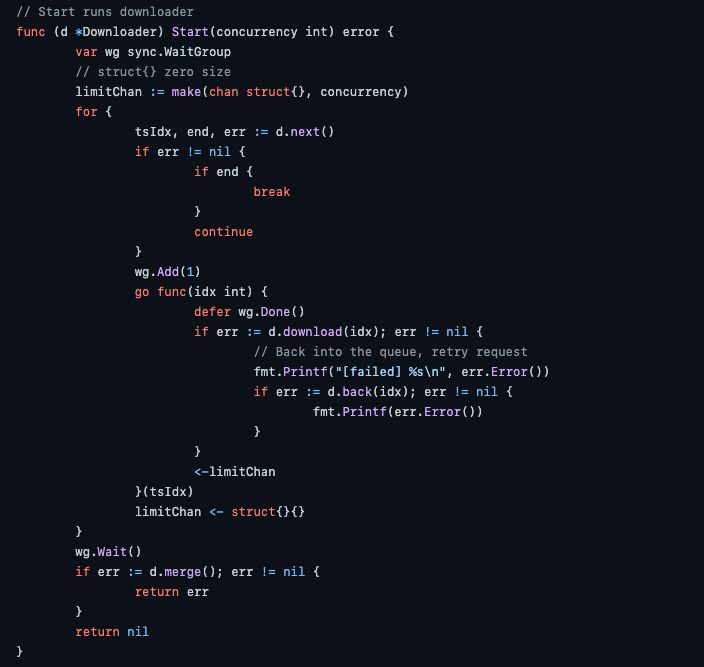 // Start runs downloader
func (d *Downloader) Start(concurrency int) error {
        var wg sync.WaitGroup
        // struct{} zero size
        limitChan := make(chan struct{}, concurrency)
        for {
                tsIdx, end, err := d.next()
                if err != nil {
                        if end {
                                break
                        }
                        continue
                }
                wg.Add(1)
                go func(idx int) {
                        defer wg.Done()
                        if err := d.download(idx); err != nil {
                                // Back into the queue, retry request
                                fmt.Printf("[failed] %s\n", err.Error())
                                if err := d.back(idx); err != nil {
                                        fmt.Printf(err.Error())
                                }
                        }
                        <-limitChan
                }(tsIdx)
                limitChan <- struct{}{}
        }
        wg.Wait()
        if err := d.merge(); err != nil {
                return err
        }
        return nil
}